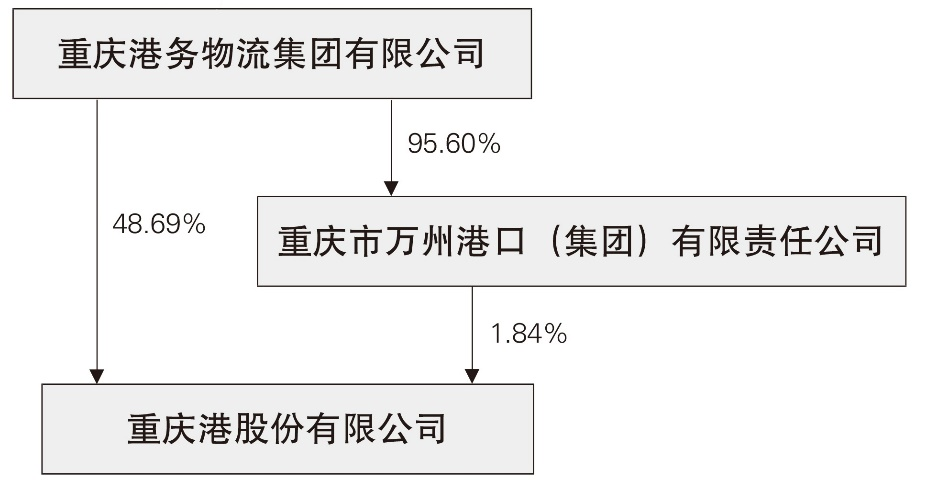 重庆港务物流集团有限公司
95.60%
48.69%
重庆市万州港口（集团）有限责任公司
1.84%
重庆港股份有限公司